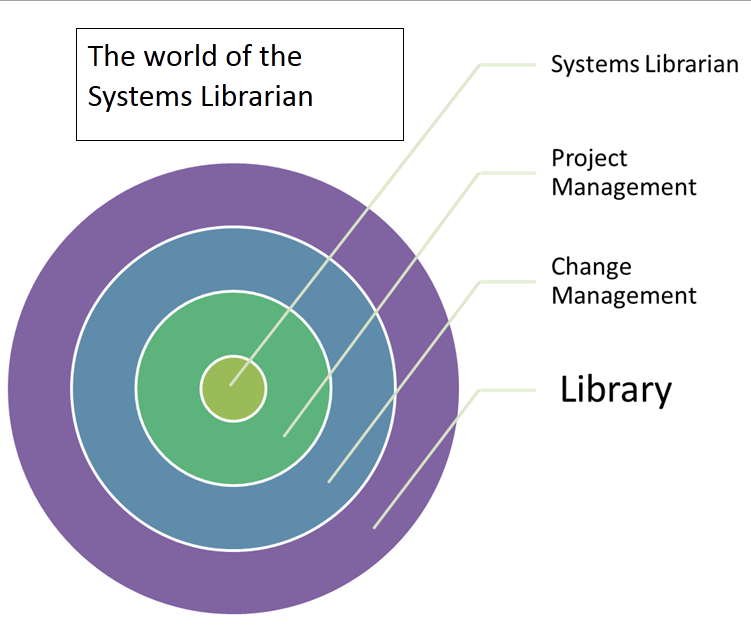 The world of the
Systems Librarian
Systems Librarian
Project
Management
Change
Management
Library